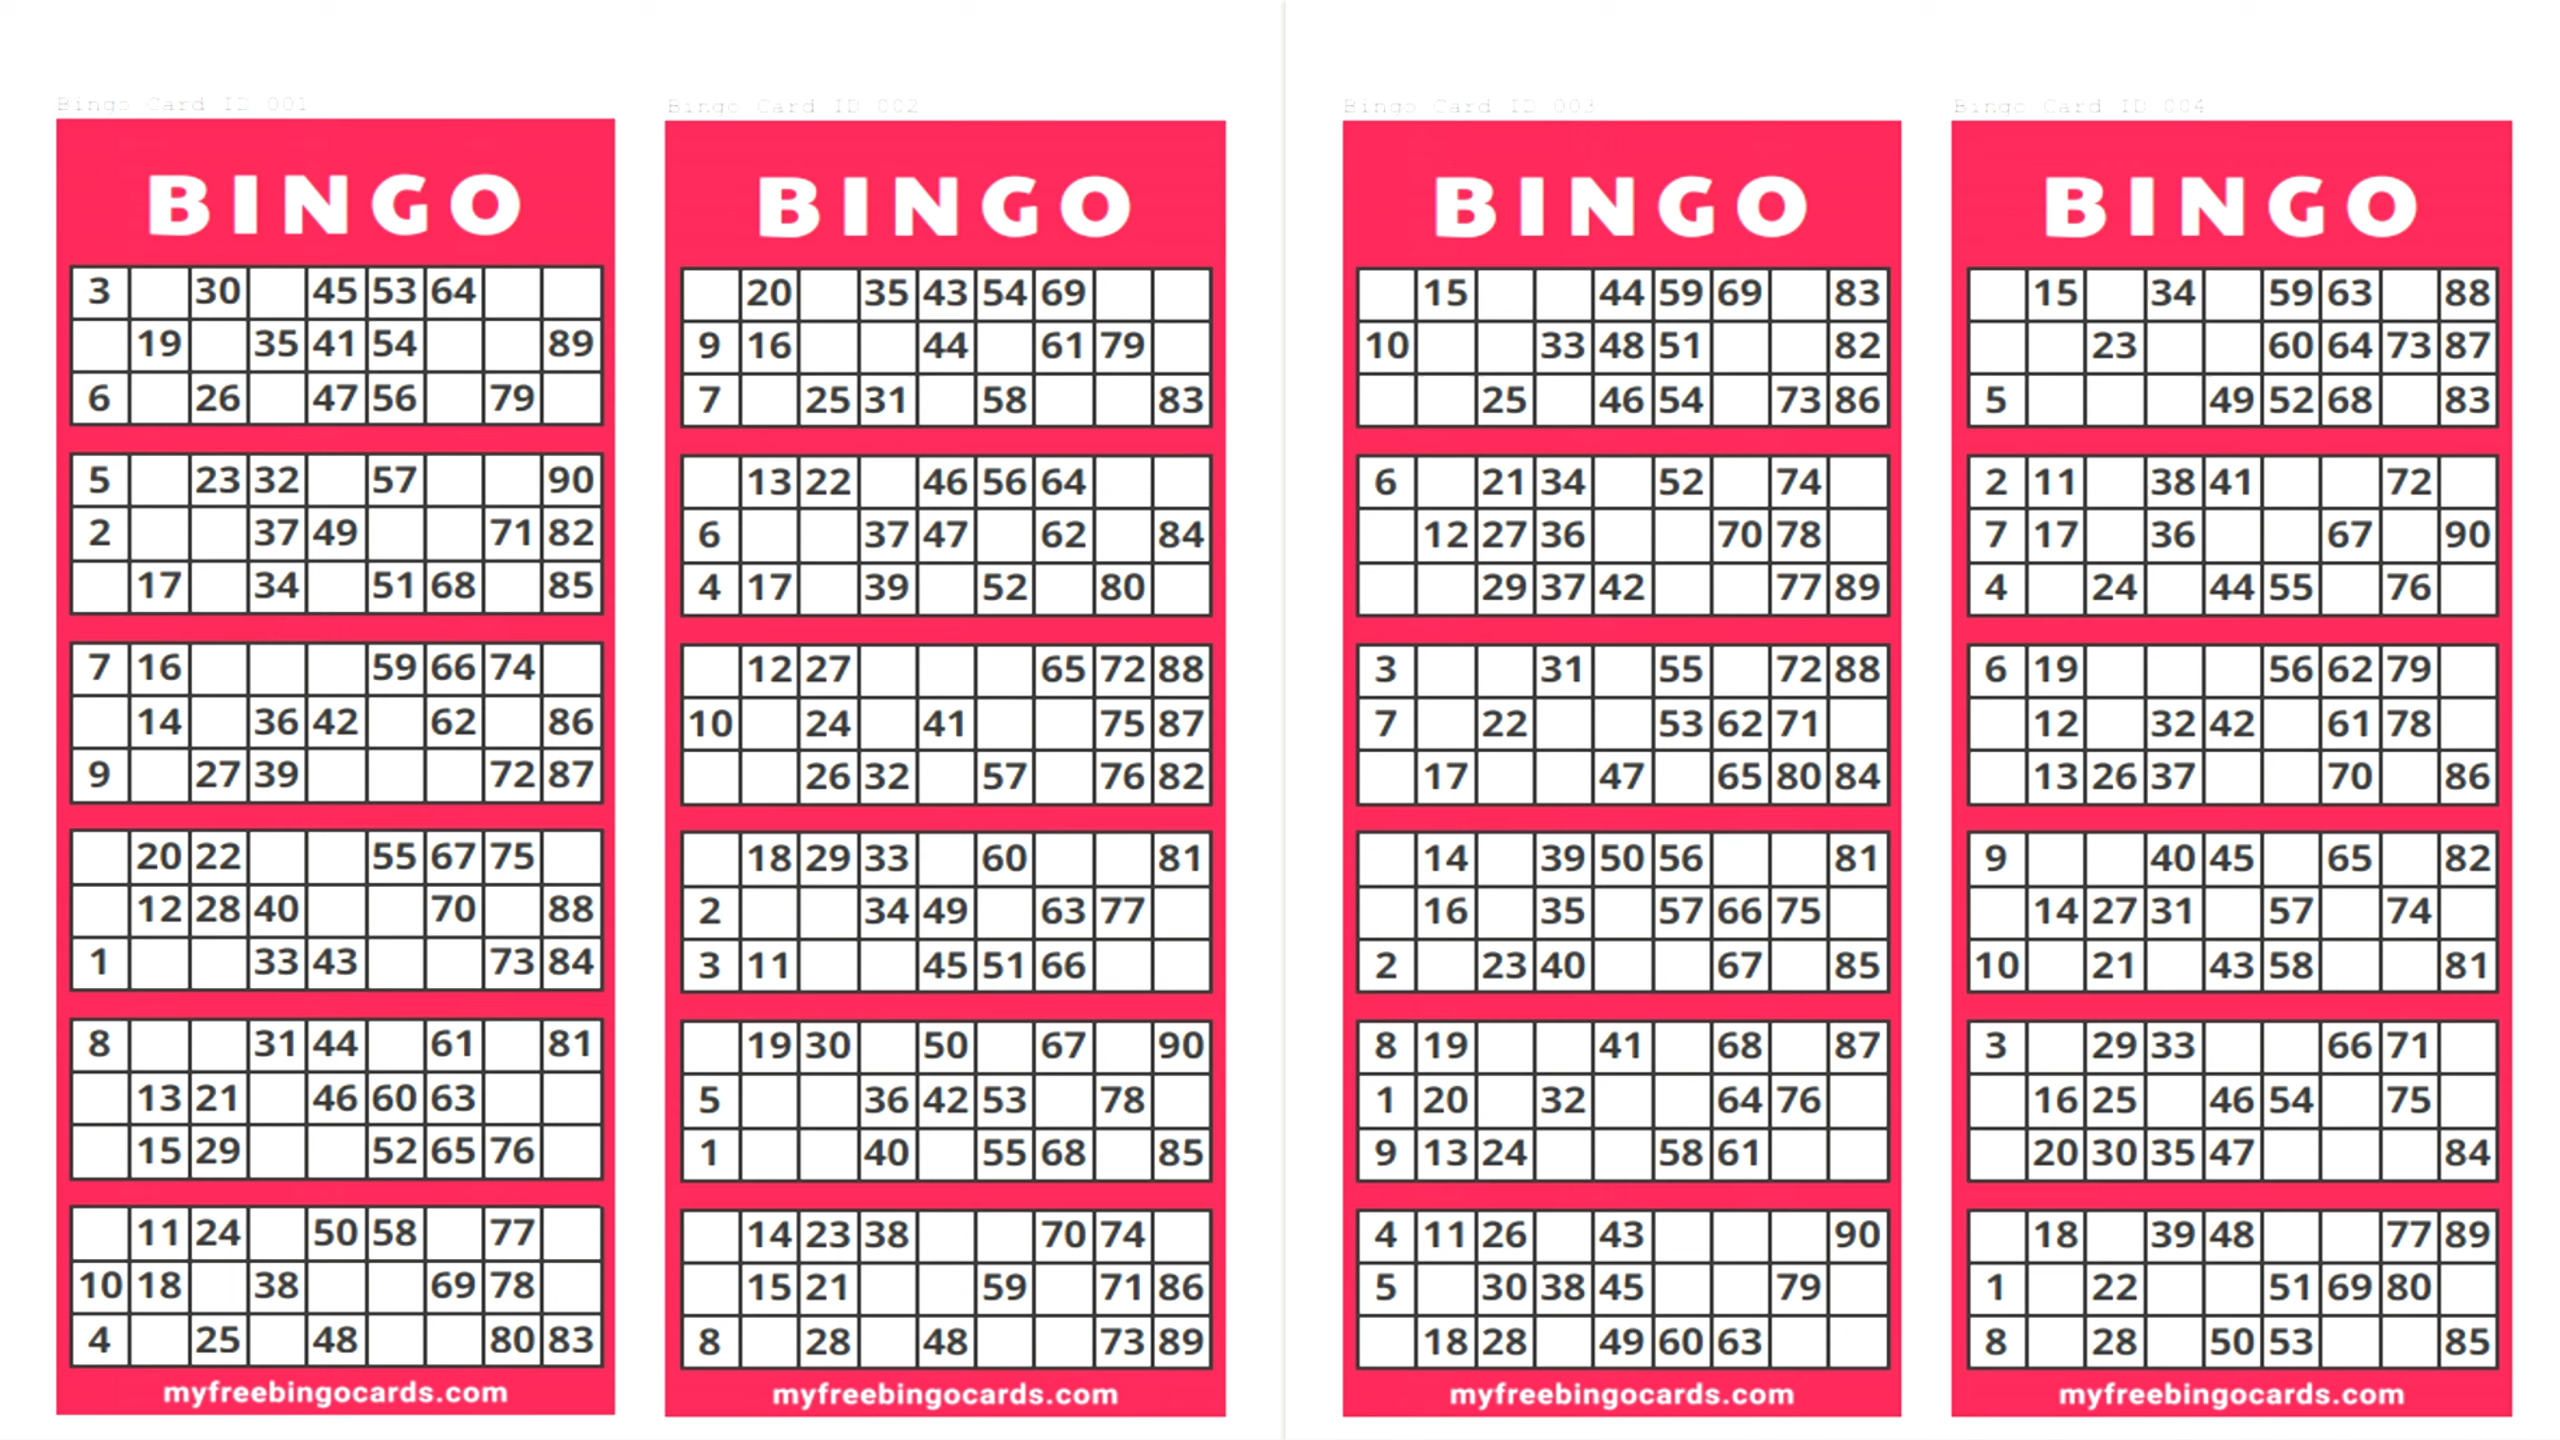 Bingo Card ID 001
BINGO
3 30 45 53 64
19 35 41 54 89
6 26 47 56 79
5 23 32 57 90
2 37 49 71 82
17 34 51 68 85
7 16 59 66 74
14 36 42 62 86
9 27 39 72 87
20 22 55 67 75
12 28 40 70 88
1 33 43 73 84
8 31 44 61 81
13 21 46 60 63
15 29 52 65 76
11 24 50 58 77
10 18 38 69 78
4 25 48 80 83
myfreebingocards.com
Bingo Card ID 002
BINGO
20 35 43 54 69
9 16 44 61 79
7 25 31 58 83
13 22 46 56 64
6 37 47 62 84
4 17 39 52 80
12 27 65 72 88
10 24 41 75 87
26 32 57 76 82
18 29 33 60 81
2 34 49 63 77
3 11 45 51 66
19 30 50 67 90
5 36 42 53 78
1 40 55 68 85
14 23 38 70 74
15 21 59 71 86
8 28 48 73 89
myfreebingocards.com
Bingo Card ID 003
BINGO
15 44 59 69 83
10 33 48 51 82
25 46 54 73 86
6 21 34 52 74
12 27 36 70 78
29 37 42 77 89
3 31 55 72 88
7 22 53 62 71
17 47 65 80 84
14 39 50 56 81
16 35 57 66 75
2 23 40 67 85
8 19 41 68 87
1 20 32 64 76
9 13 24 58 61
4 11 26 43 90
5 30 38 45 79
18 28 49 60 63
myfreebingocards.com
Bingo Card ID 004
BINGO
15 34 59 63 88
23 60 64 73 87
5 49 52 68 83
2 11 38 41 72
7 17 36 67 90
4 24 44 55 76
6 19 56 62 79
12 32 42 61 78
13 26 37 70 86
9 40 45 65 82
14 27 31 57 74
10 21 43 58 81
3 29 33 66 71
16 25 46 54 75
20 30 35 47 84
18 39 48 77 89
1 22 51 69 80
8 28 50 53 85
myfreebingocards.com